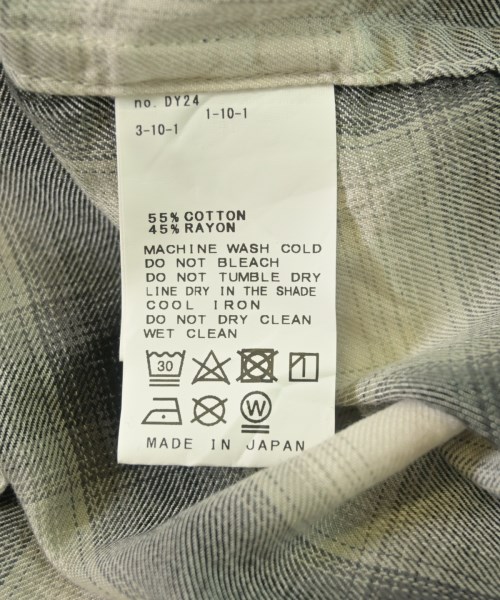 no. DY24
1-10-1
3-10-1
55% COTTON
45% RAYON
MACHINE WASH COLD
DO NOT BLEACH
DO NOT TUMBLE DRY
LINE DRY IN THE SHADE
COOL IRON
DO NOT DRY CLEAN
WET CLEAN
30
W
MADE IN JAPAN